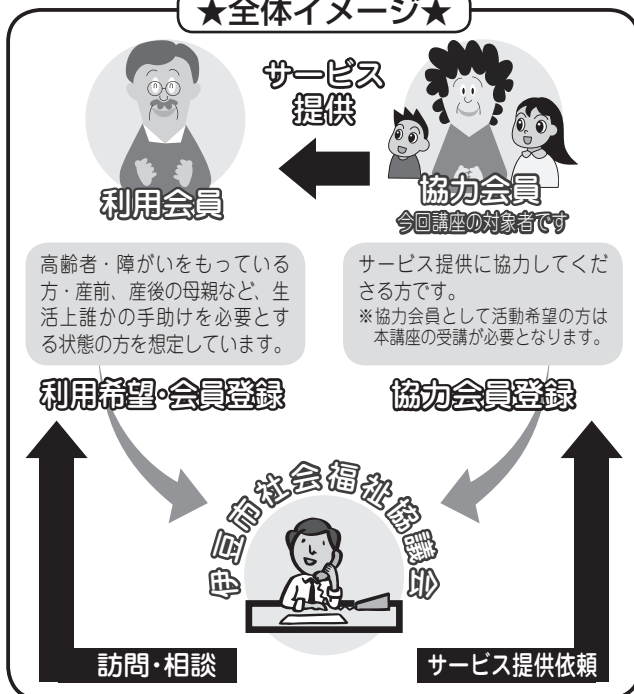 ★全体イメージ★
サービス
提供
利用会員
協力会員
今回講座の対象者です
高齢者・障がいをもっている
方・産前、産後の母親など、生
活上誰かの手助けを必要とす
る状態の方を想定しています。
サービス提供に協力してくだ
さる方です。
※協力会員として活動希望の方は
本講座の受講が必要となります。
利用希望・会員登録
協力会員登録
伊豆市社会福祉協議会
訪問・相談
サービス提供依頼